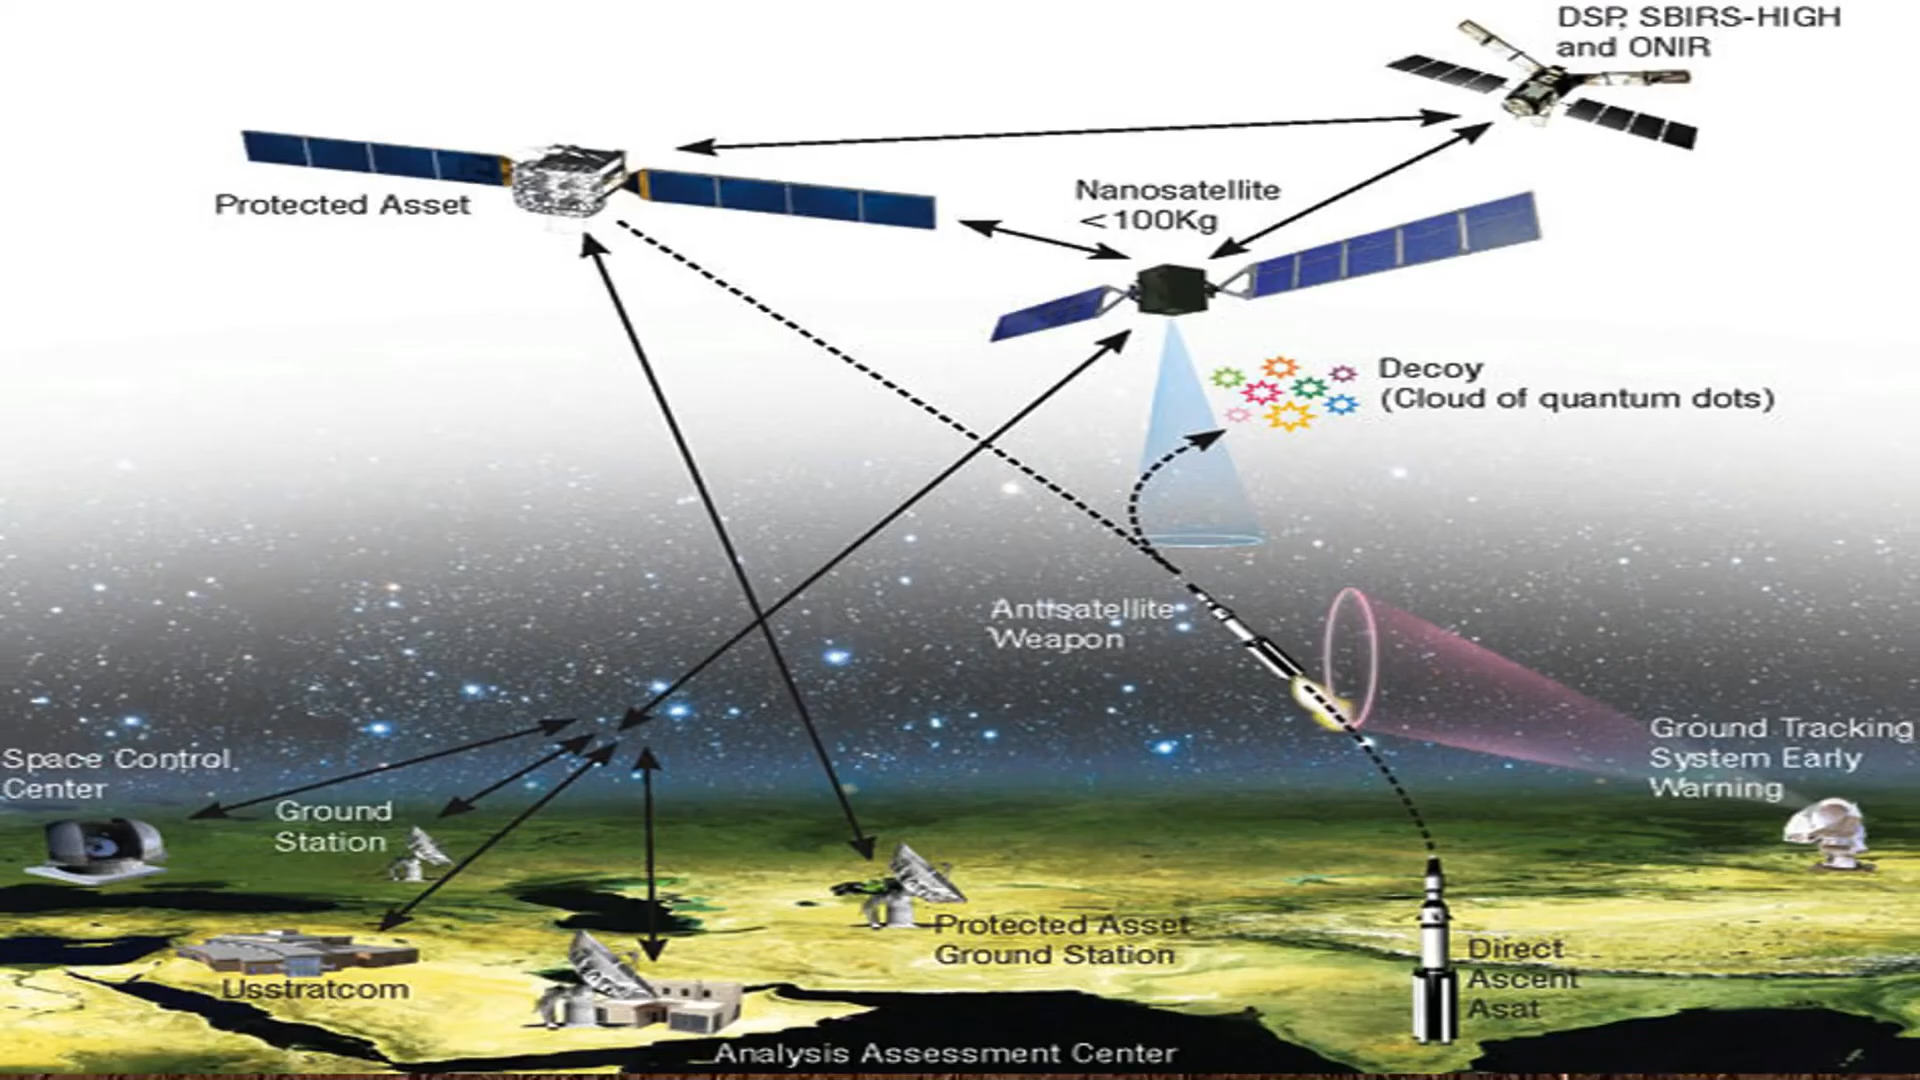 DSP, SBIRS-HIGH
and ONIR
Protected Asset
Nanosatellite
<100Kg
Decoy
(Cloud of quantum dots)
Antisatellite
Weapon
Ground Tracking
System Early
Warning
Space Control
Center
Ground
Station
Protected Asset
Ground Station
Direct
Ascent
Asat
Usstratcom
Analysis Assessment Center